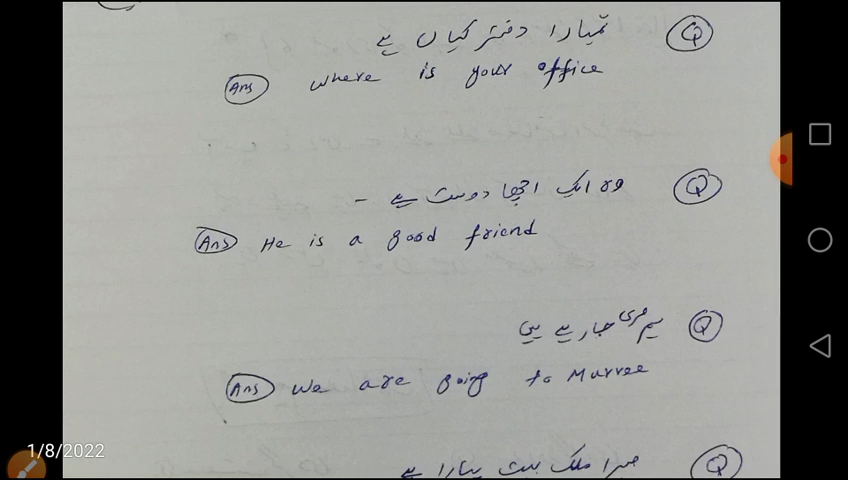 Q تمہارا دفتر کہاں ہے
Ans where is your office
Q وہ ایک اچھا دوست ہے -
Ans He is a good friend
Q ہم مری جا رہے ہیں
Ans We are going to Murree
Q میرا ملک بہت پیارا ہے
1/8/2022